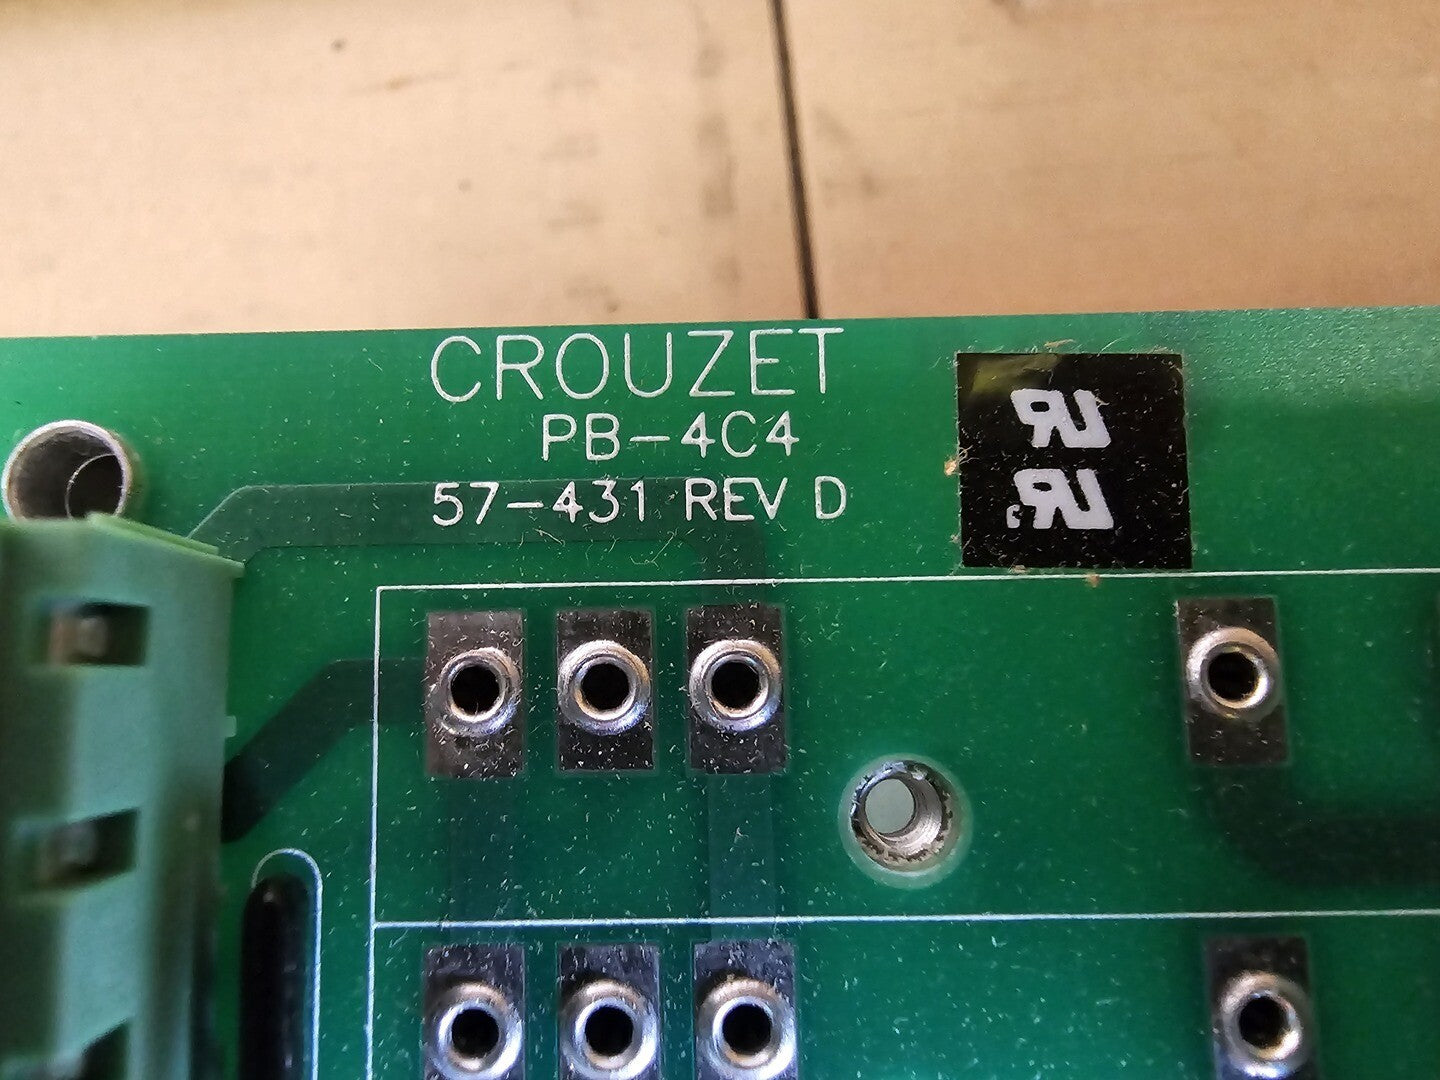 CROUZET
PB-4C4
57-431 REV D